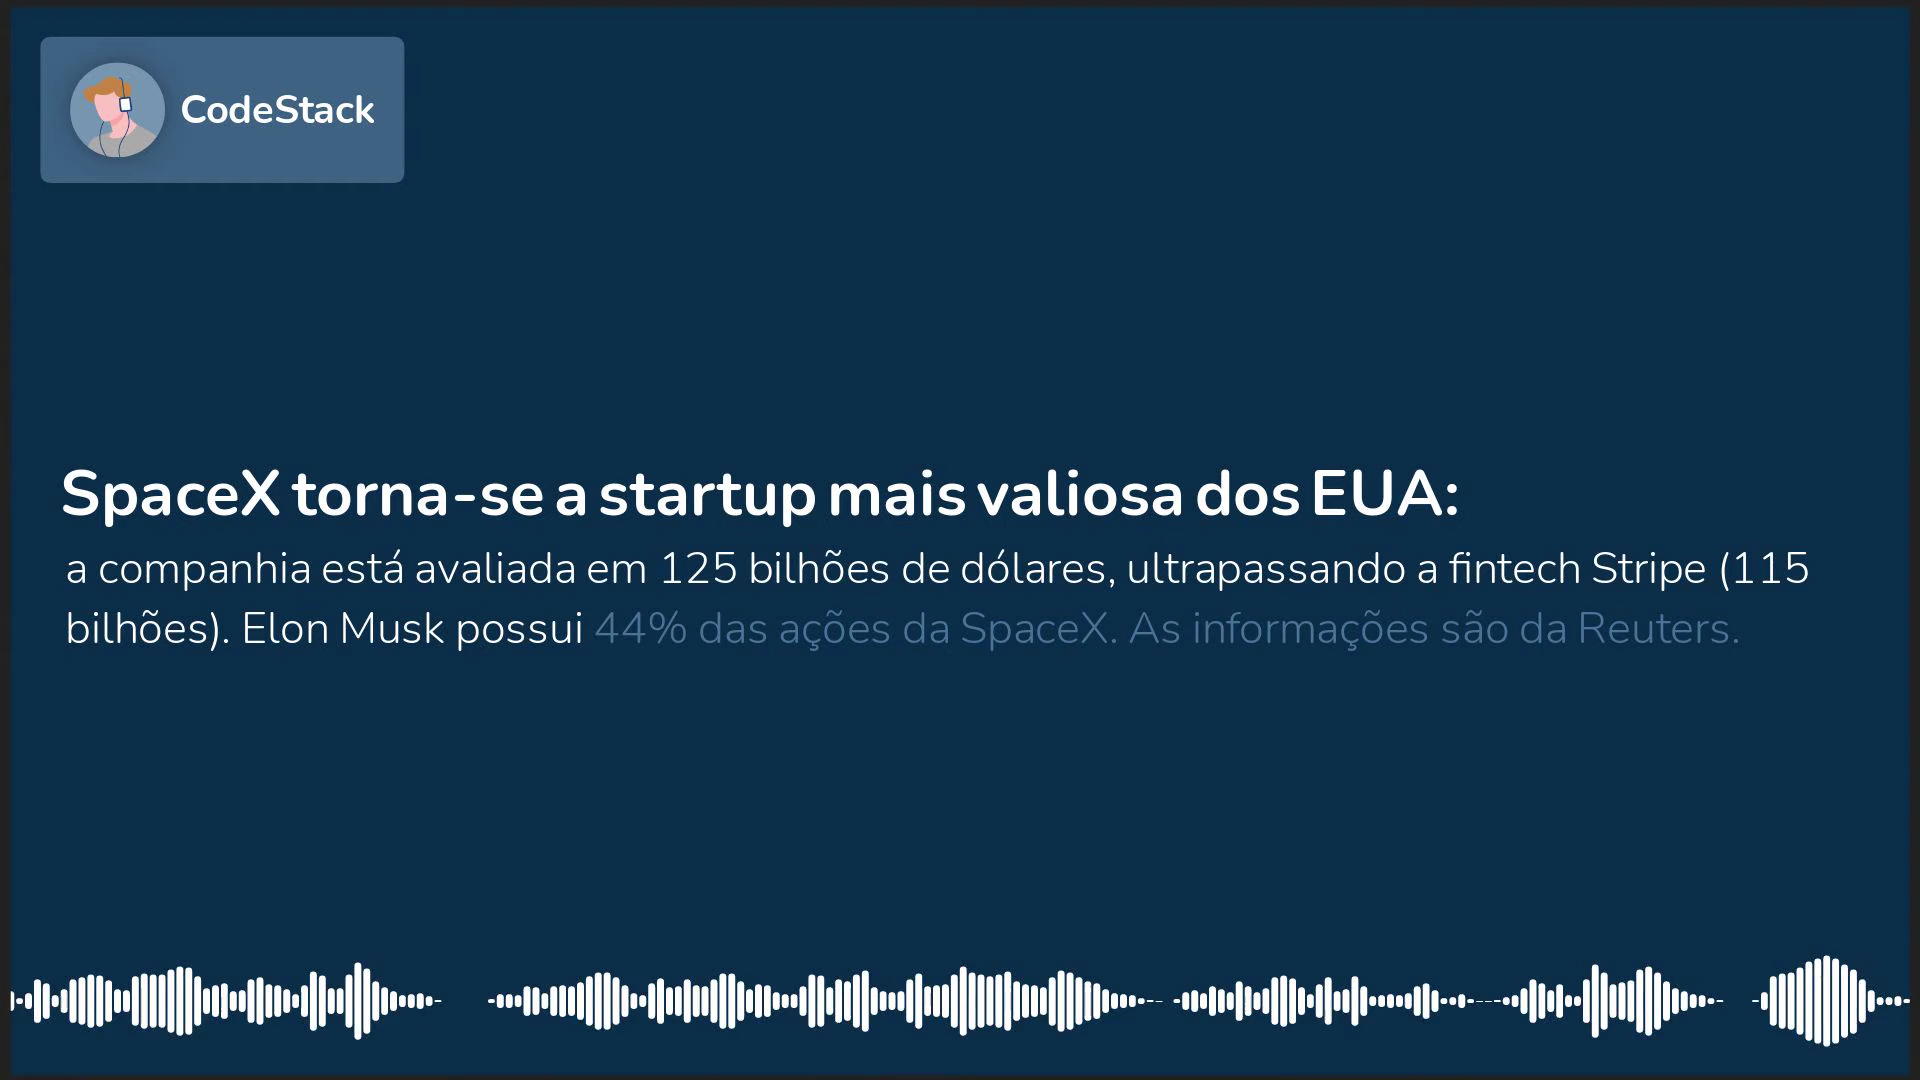 CodeStack
SpaceX torna-se a startup mais valiosa dos EUA:
a companhia está avaliada em 125 bilhões de dólares, ultrapassando a fintech Stripe (115
bilhões). Elon Musk possui 44% das ações da SpaceX. As informações são da Reuters.